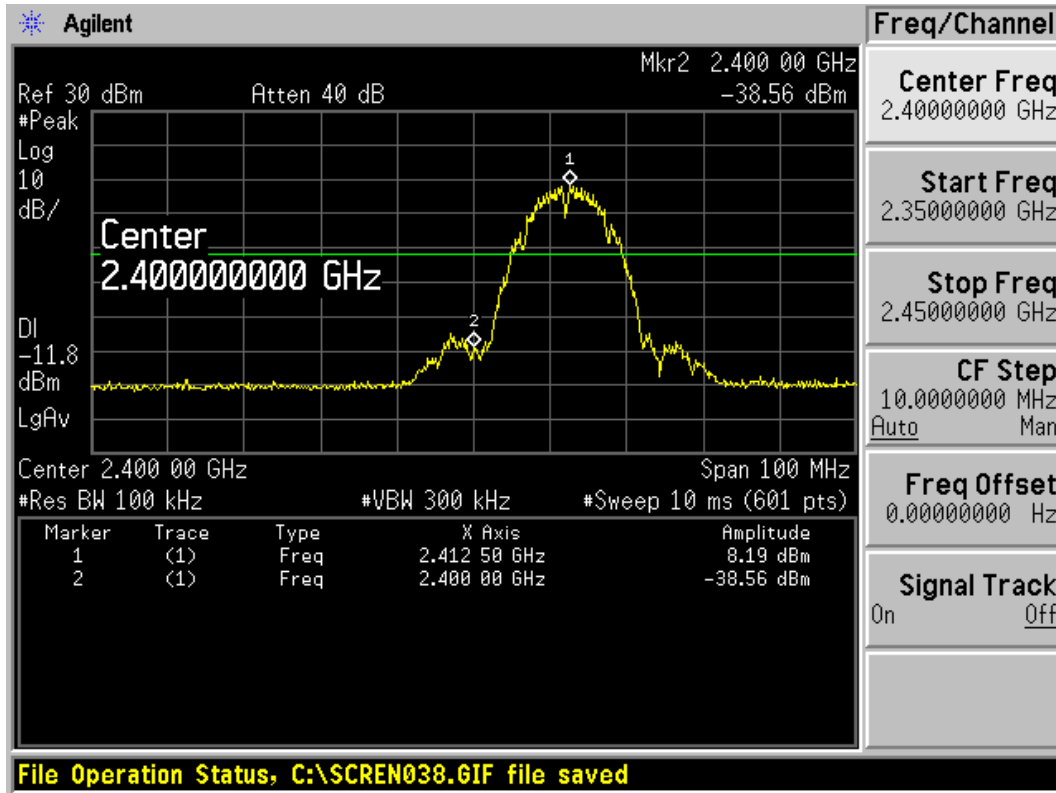 Agilent
Freq/Channel
Mkr2 2.400 00 GHz
Ref 30 dBm Atten 40 dB -38.56 dBm
#Peak
Log
10
dB/
1
Center
2.400000000 GHz
2
DI
-11.8
dBm
LgAv
Center 2.400 00 GHz Span 100 MHz
#Res BW 100 kHz #VBW 300 kHz #Sweep 10 ms (601 pts)
Marker Trace Type X Axis Amplitude
1 (1) Freq 2.412 50 GHz 8.19 dBm
2 (1) Freq 2.400 00 GHz -38.56 dBm
Center Freq
2.40000000 GHz
Start Freq
2.35000000 GHz
Stop Freq
2.45000000 GHz
CF Step
10.0000000 MHz
Auto Man
Freq Offset
0.00000000 Hz
Signal Track
On Off
File Operation Status, C:\SCREN038.GIF file saved